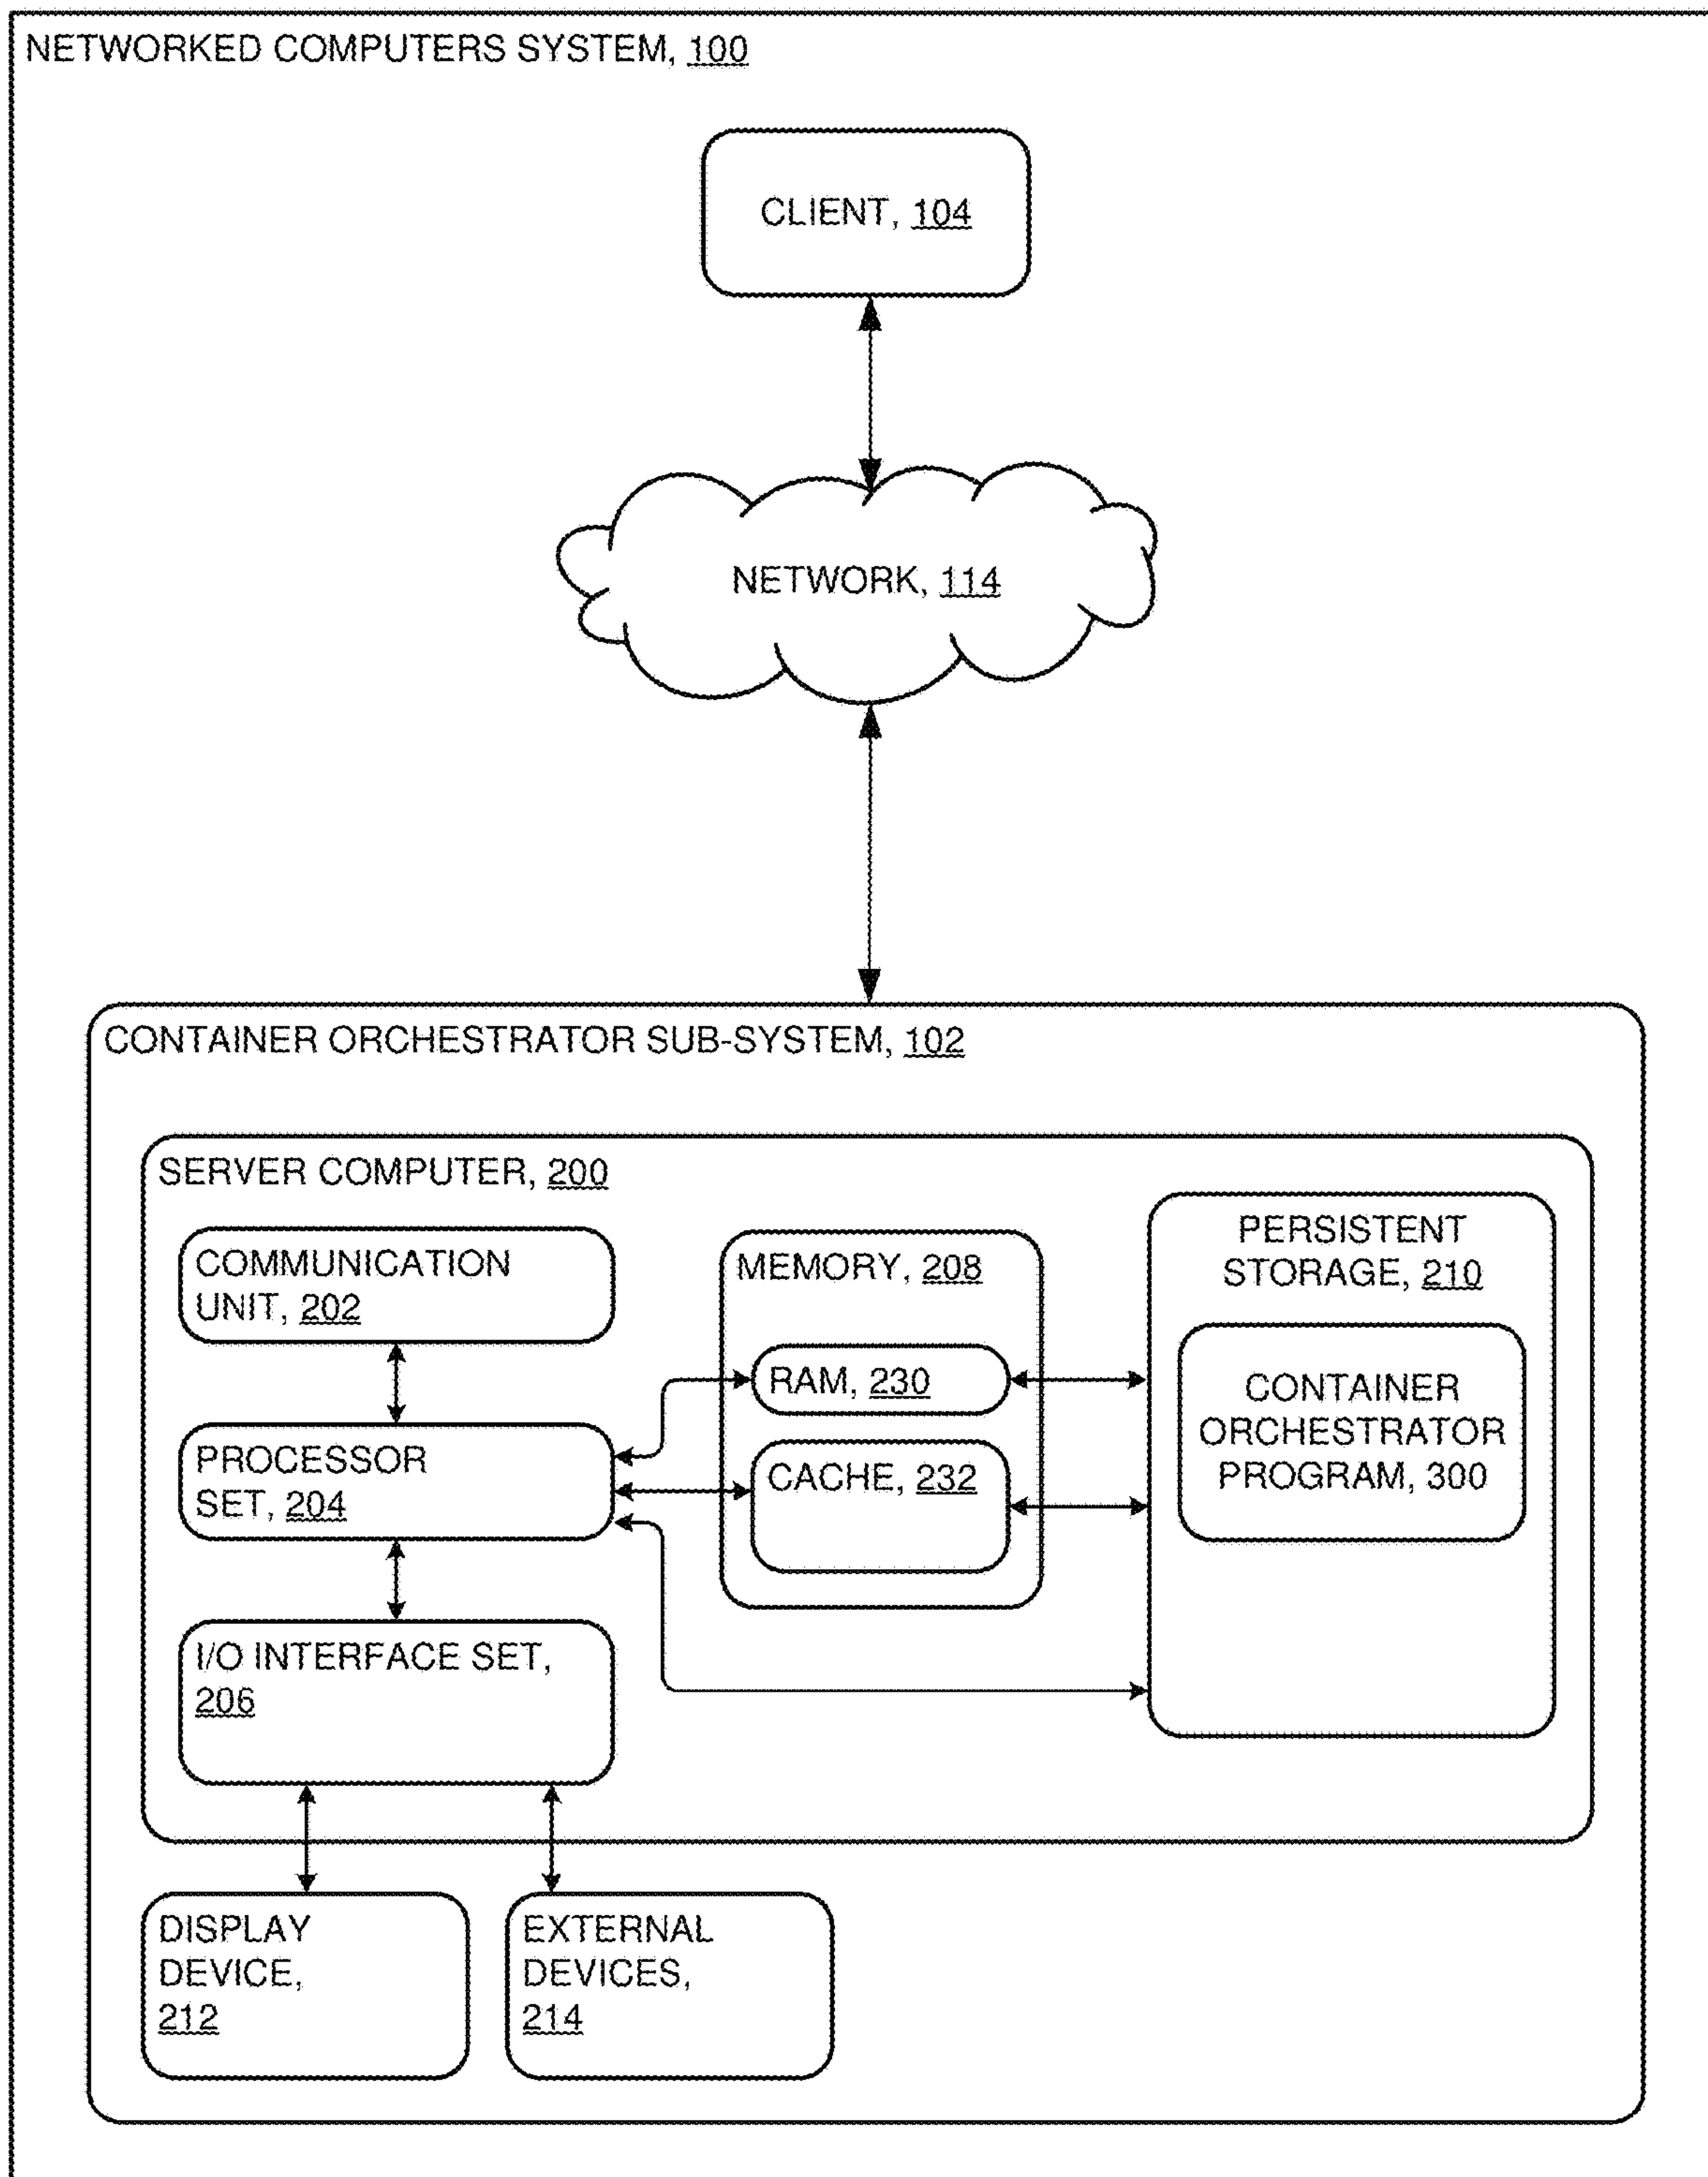 NETWORKED COMPUTERS SYSTEM, 100
CLIENT, 104
NETWORK, 114
CONTAINER ORCHESTRATOR SUB-SYSTEM, 102
SERVER COMPUTER, 200
COMMUNICATION
UNIT, 202
PROCESSOR
SET, 204
I/O INTERFACE SET,
206
MEMORY, 208
RAM, 230
CACHE, 232
PERSISTENT
STORAGE, 210
CONTAINER
ORCHESTRATOR
PROGRAM, 300
DISPLAY
DEVICE,
212
EXTERNAL
DEVICES,
214